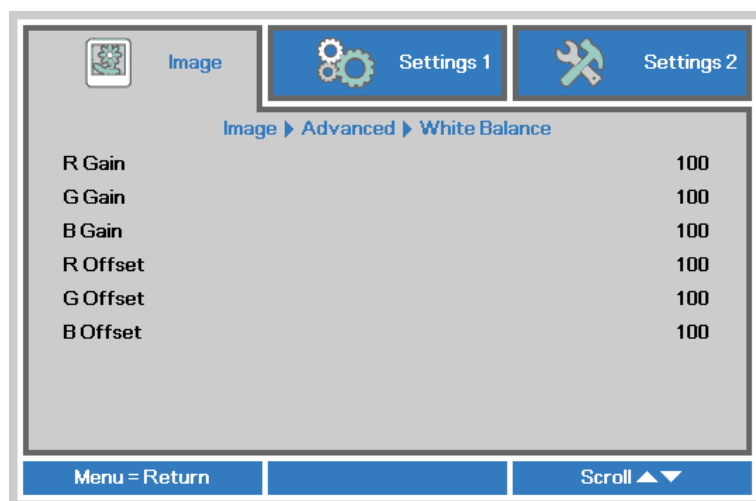 Image Settings 1 Settings 2
Image ▶ Advanced ▶ White Balance
R Gain 100
G Gain 100
B Gain 100
R Offset 100
G Offset 100
B Offset 100
Menu = Return Scroll ▲▼